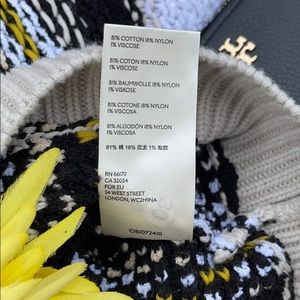 81% COTTON 18% NYLON
1% VISCOSE
81% COTON 18% NYLON
1% VISCOSE
81% BAUMWOLLE 18% NYLON
1% VISKOSE
81% COTONE 18% NYLON
1% VISCOSA
81% ALGODÓN 18% NYLON
1% VISCOSA
81% 棉 18% 尼龙 1% 粘胶
RN 66170
CA 32054
FOR EU
24 WEST STREET
LONDON, WC2H9NA
OBI072410